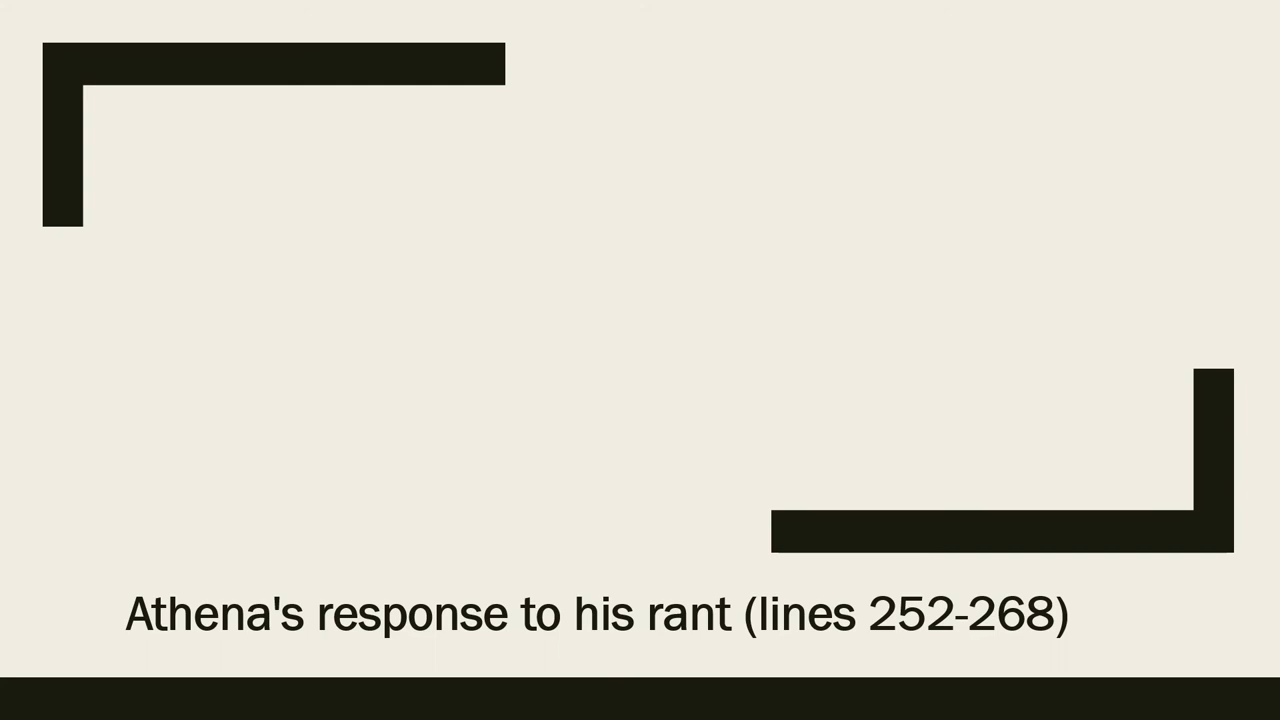 Athena's response to his rant (lines 252-268)